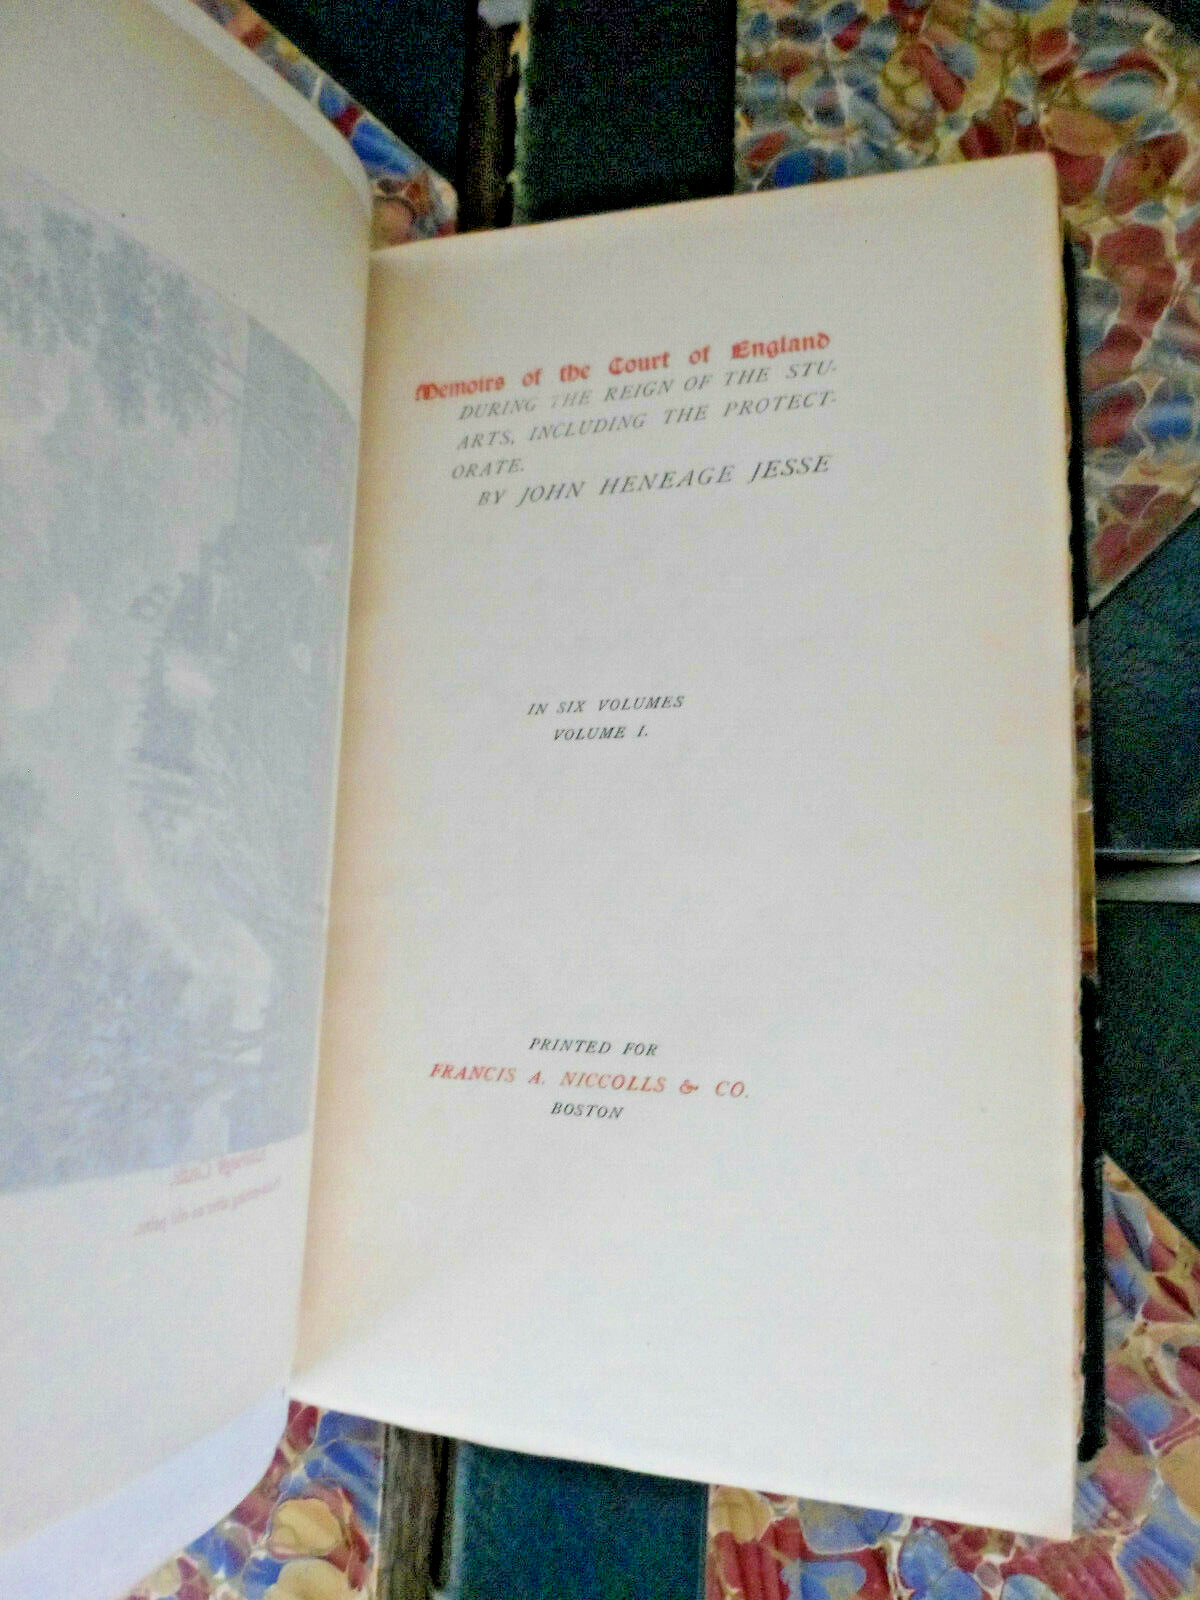 Memoirs of the Court of England
DURING THE REIGN OF THE STU-
ARTS, INCLUDING THE PROTECT-
ORATE.
BY JOHN HENEAGE JESSE
IN SIX VOLUMES
VOLUME I.
PRINTED FOR
FRANCIS A. NICCOLLS & CO.
BOSTON